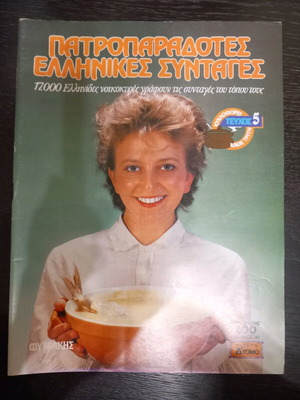 ΠΑΤΡΟΠΑΡΑΔΟΤΕΣ
ΕΛΛΗΝΙΚΕΣ ΣΥΝΤΑΓΕΣ
17.000 Ελληνίδες νοικοκυρές γράφουν τις συνταγές του τόπου τους
ΤΕΥΧΟΣ 5